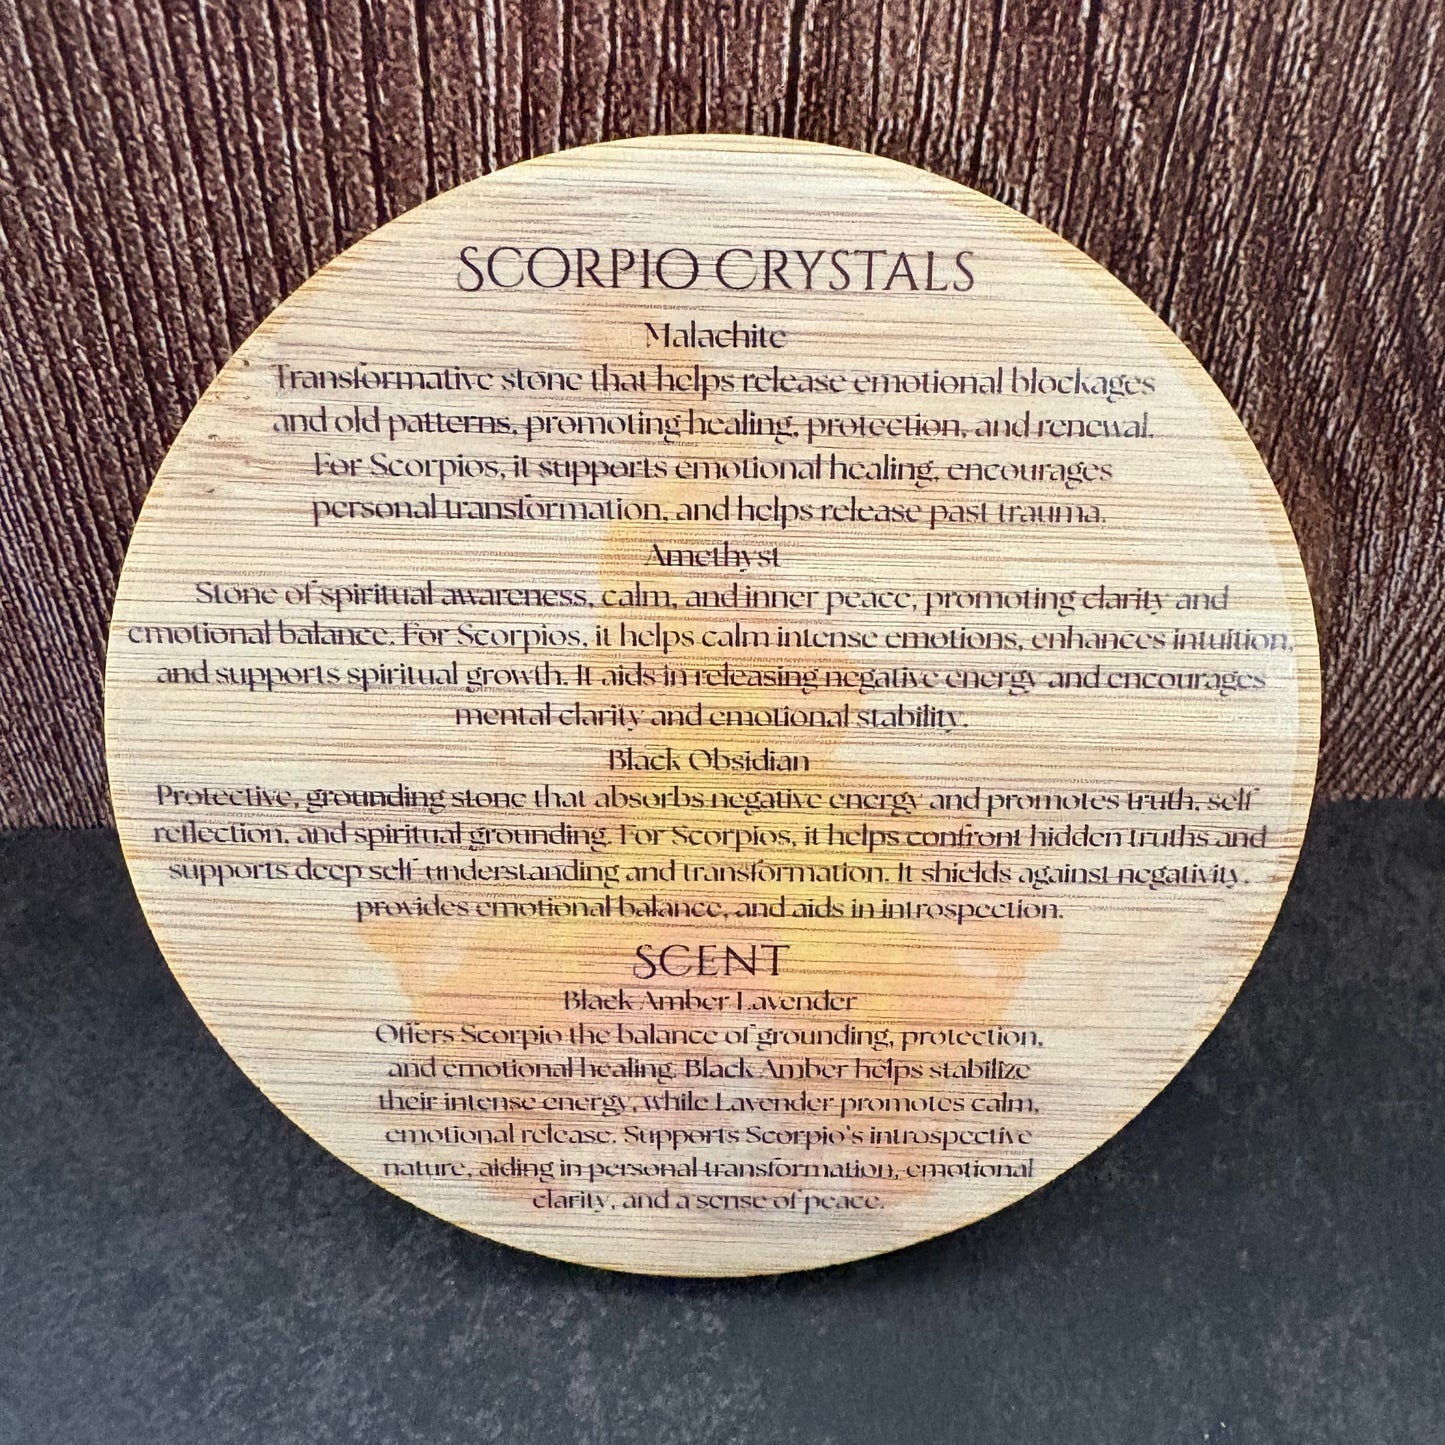 SCORPIO CRYSTALS
Malachite
Transformative stone that helps release emotional blockages
and old patterns, promoting healing, protection, and renewal.
For Scorpios, it supports emotional healing, encourages
personal transformation, and helps release past trauma.
Amethyst
Stone of spiritual awareness, calm, and inner peace, promoting clarity and
emotional balance. For Scorpios, it helps calm intense emotions, enhances intuition,
and supports spiritual growth. It aids in releasing negative energy and encourages
mental clarity and emotional stability.
Black Obsidian
Protective, grounding stone that absorbs negative energy and promotes truth, self
reflection, and spiritual grounding. For Scorpios, it helps confront hidden truths and
supports deep self-understanding and transformation. It shields against negativity,
provides emotional balance, and aids in introspection.
SCENT
Black Amber Lavender
Offers Scorpio the balance of grounding, protection,
and emotional healing. Black Amber helps stabilize
their intense energy, while Lavender promotes calm,
emotional release. Supports Scorpio's introspective
nature, aiding in personal transformation, emotional
clarity, and a sense of peace.